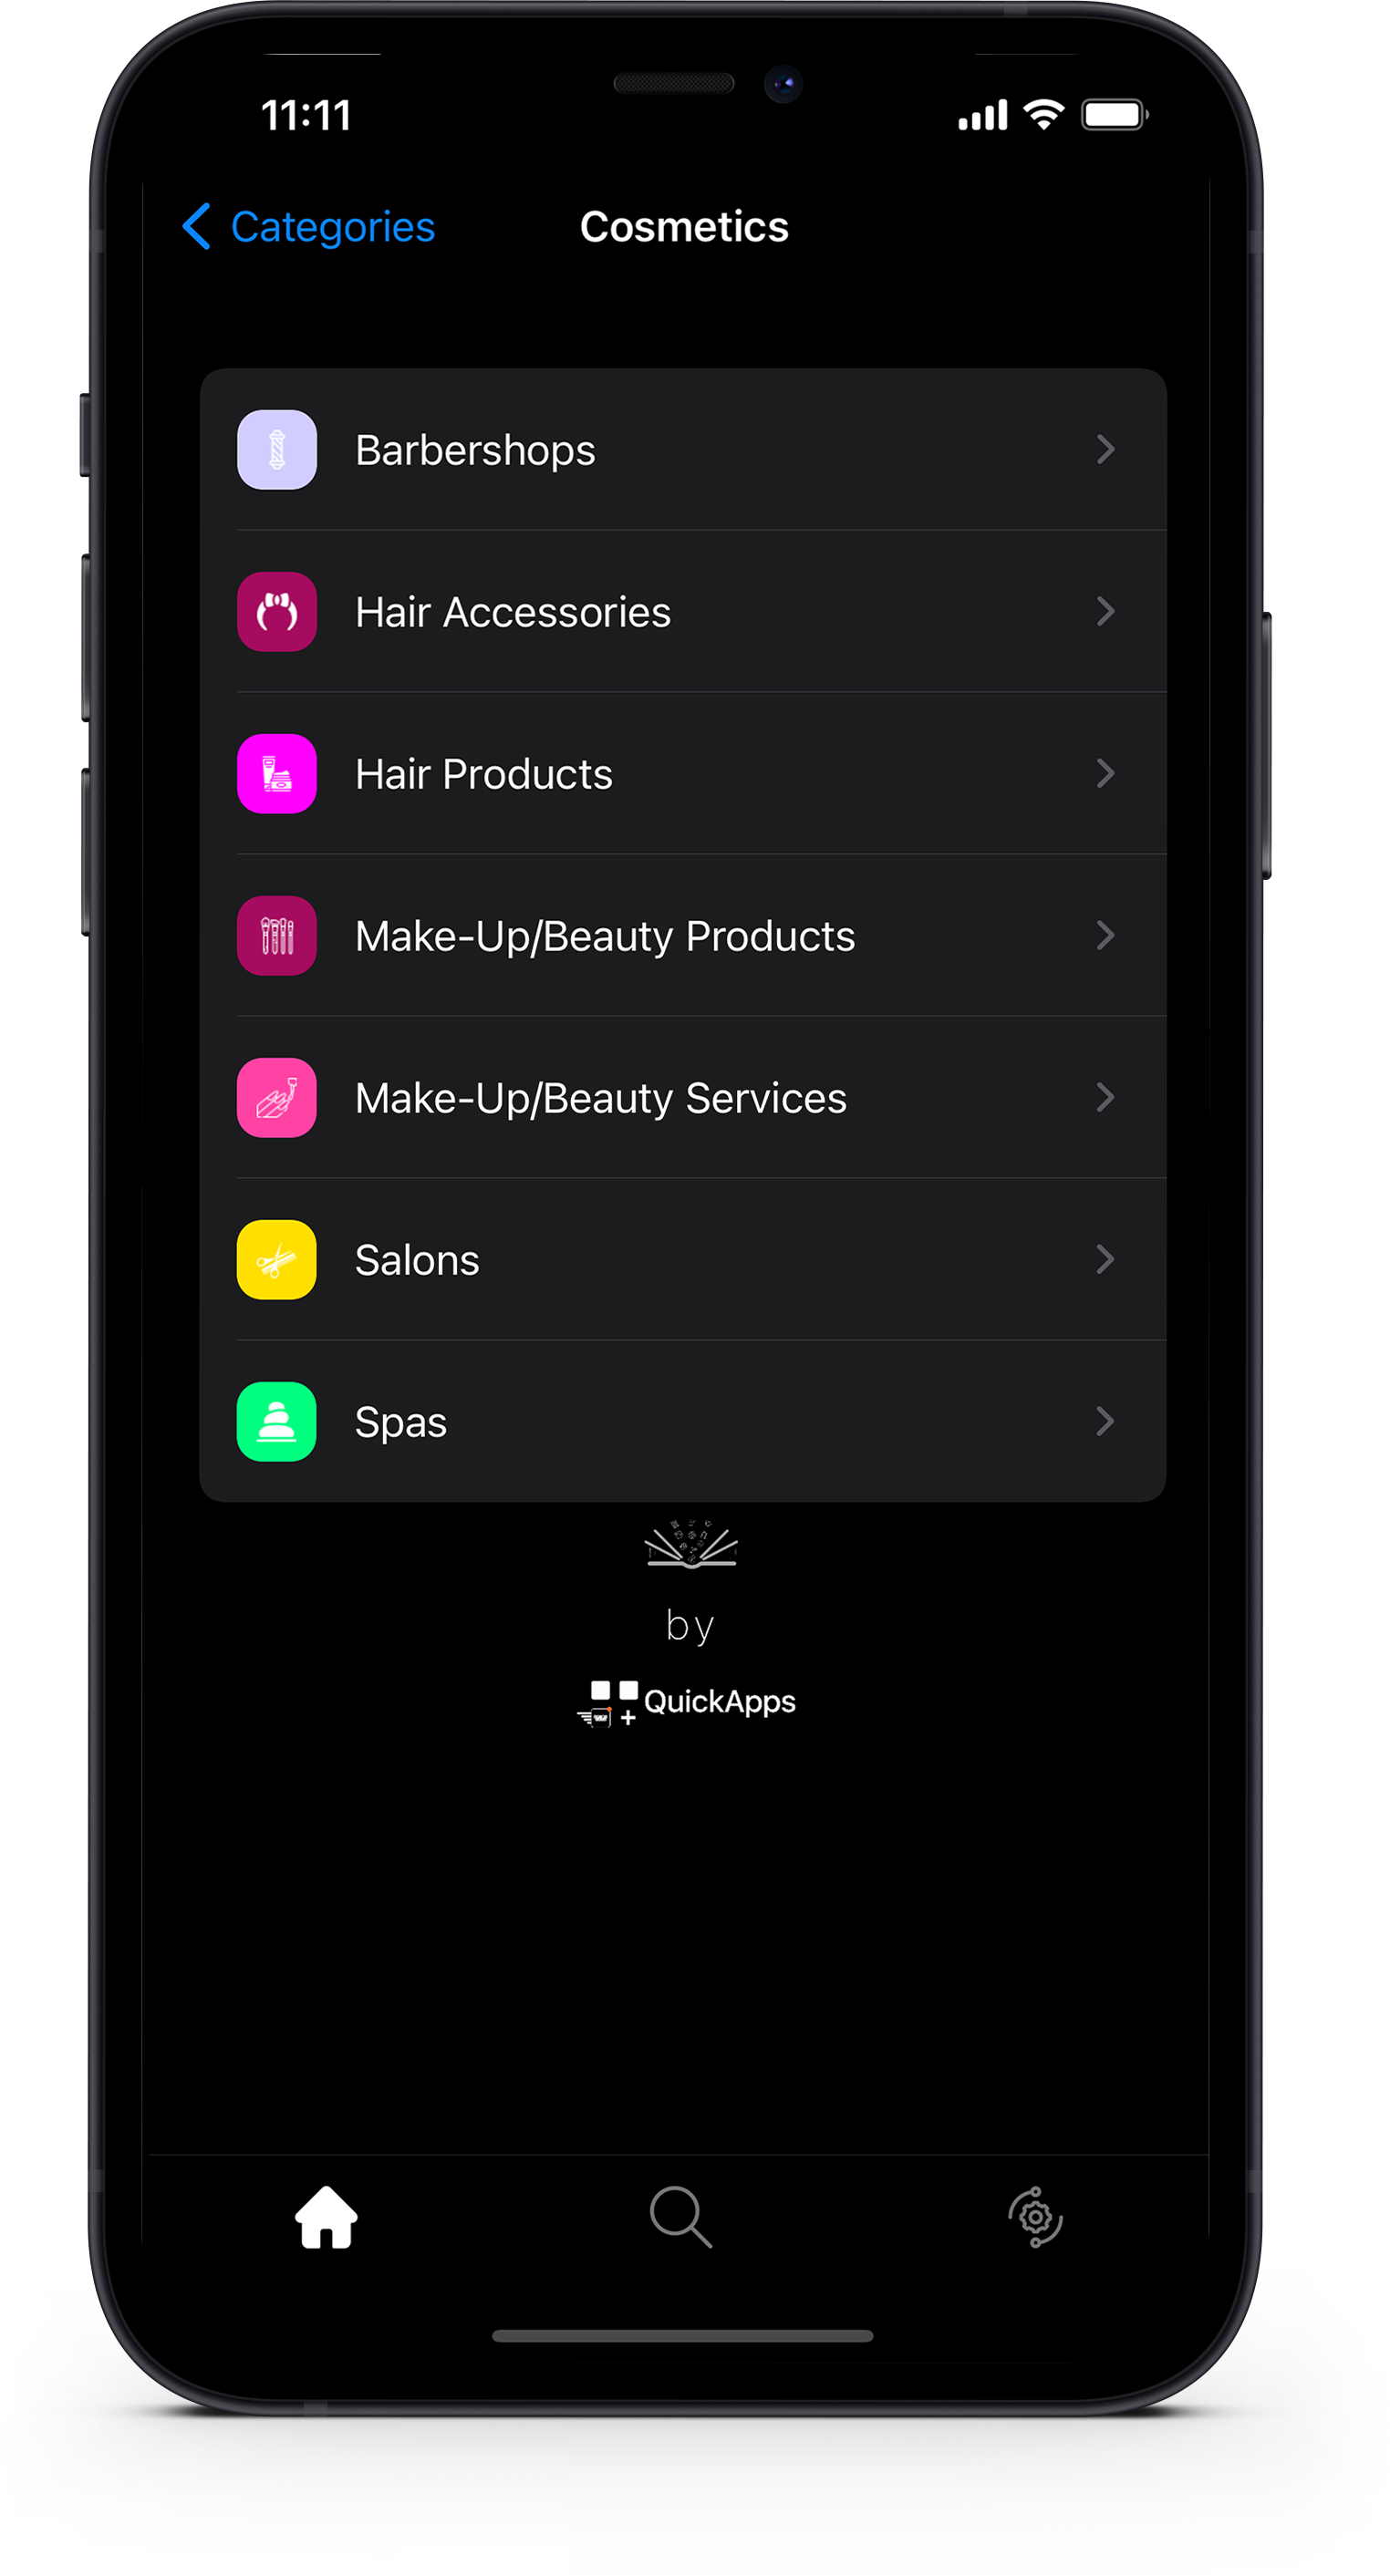 11:11
Categories
Cosmetics
Barbershops
Hair Accessories
Hair Products
Make-Up/Beauty Products
Make-Up/Beauty Services
Salons
Spas
by
QuickApps